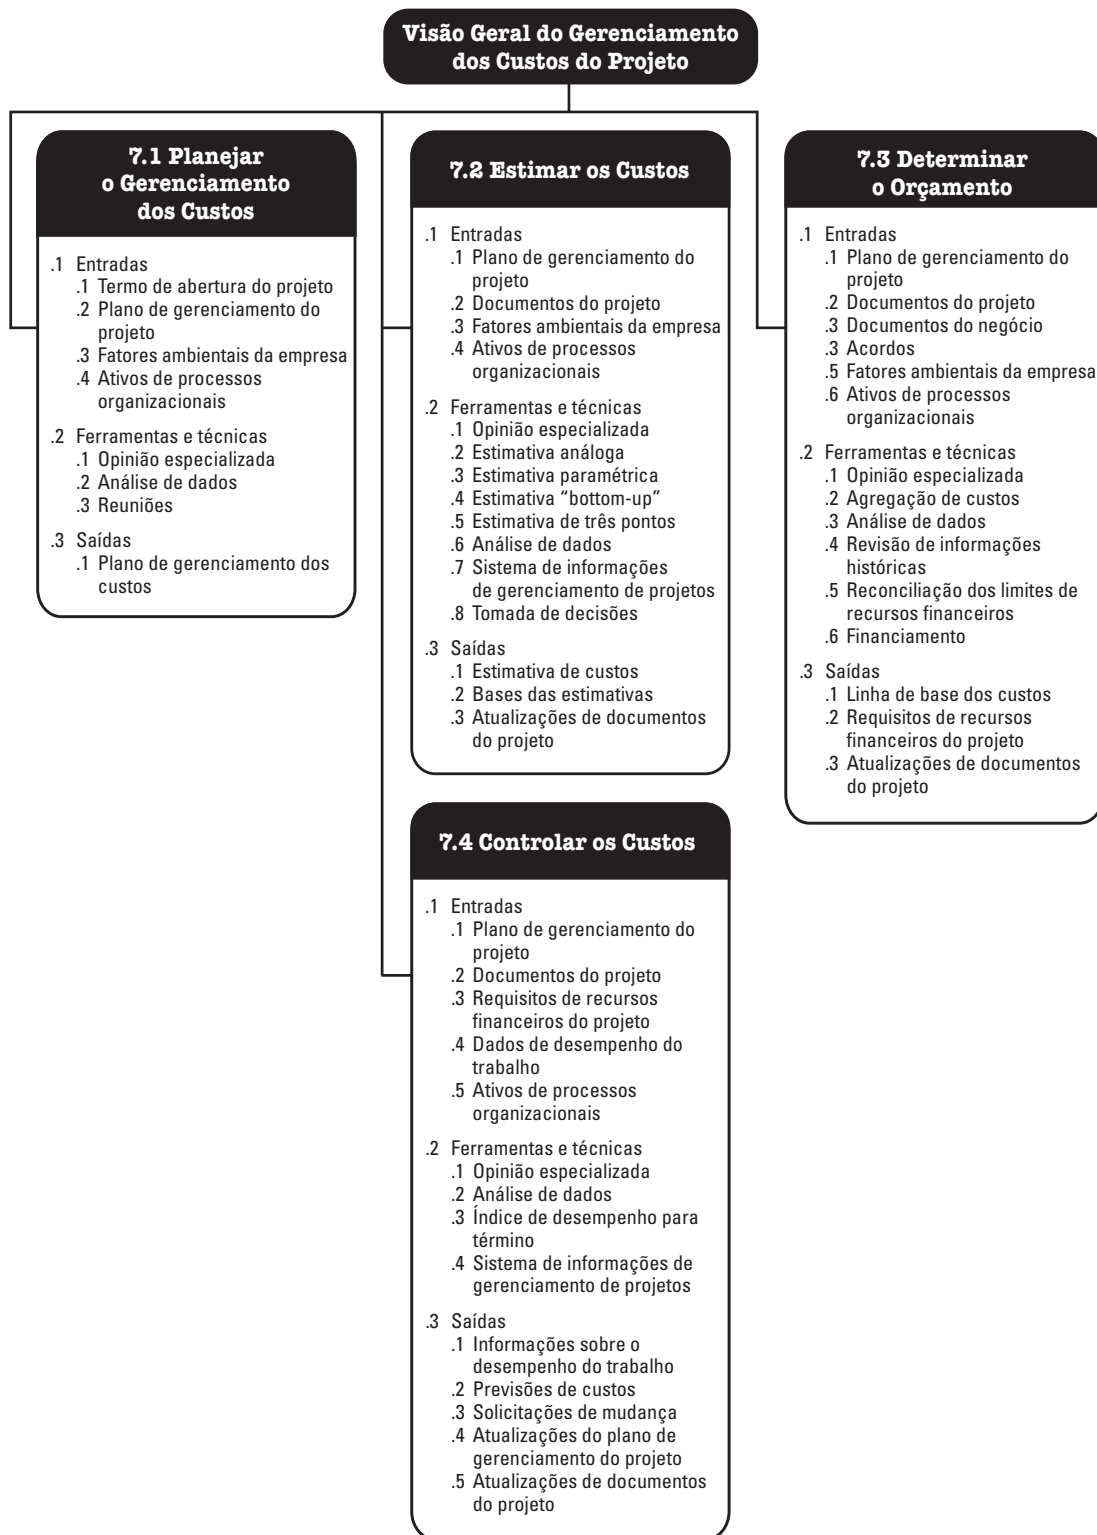 Visão Geral do Gerenciamento
dos Custos do Projeto
7.1 Planejar
o Gerenciamento
dos Custos
.1 Entradas
.1 Termo de abertura do projeto
.2 Plano de gerenciamento do
projeto
.3 Fatores ambientais da empresa
.4 Ativos de processos
organizacionais
.2 Ferramentas e técnicas
.1 Opinião especializada
.2 Análise de dados
.3 Reuniões
.3 Saídas
.1 Plano de gerenciamento dos
custos
7.2 Estimar os Custos
.1 Entradas
.1 Plano de gerenciamento do
projeto
.2 Documentos do projeto
.3 Fatores ambientais da empresa
.4 Ativos de processos
organizacionais
.2 Ferramentas e técnicas
.1 Opinião especializada
.2 Estimativa análoga
.3 Estimativa paramétrica
.4 Estimativa “bottom-up”
.5 Estimativa de três pontos
.6 Análise de dados
.7 Sistema de informações
de gerenciamento de projetos
.8 Tomada de decisões
.3 Saídas
.1 Estimativa de custos
.2 Bases das estimativas
.3 Atualizações de documentos
do projeto
7.3 Determinar
o Orçamento
.1 Entradas
.1 Plano de gerenciamento do
projeto
.2 Documentos do projeto
.3 Documentos do negócio
.3 Acordos
.5 Fatores ambientais da empresa
.6 Ativos de processos
organizacionais
.2 Ferramentas e técnicas
.1 Opinião especializada
.2 Agregação de custos
.3 Análise de dados
.4 Revisão de informações
históricas
.5 Reconciliação dos limites de
recursos financeiros
.6 Financiamento
.3 Saídas
.1 Linha de base dos custos
.2 Requisitos de recursos
financeiros do projeto
.3 Atualizações de documentos
do projeto
7.4 Controlar os Custos
.1 Entradas
.1 Plano de gerenciamento do
projeto
.2 Documentos do projeto
.3 Requisitos de recursos
financeiros do projeto
.4 Dados de desempenho do
trabalho
.5 Ativos de processos
organizacionais
.2 Ferramentas e técnicas
.1 Opinião especializada
.2 Análise de dados
.3 Índice de desempenho para
término
.4 Sistema de informações de
gerenciamento de projetos
.3 Saídas
.1 Informações sobre o
desempenho do trabalho
.2 Previsões de custos
.3 Solicitações de mudança
.4 Atualizações do plano de
gerenciamento do projeto
.5 Atualizações de documentos
do projeto